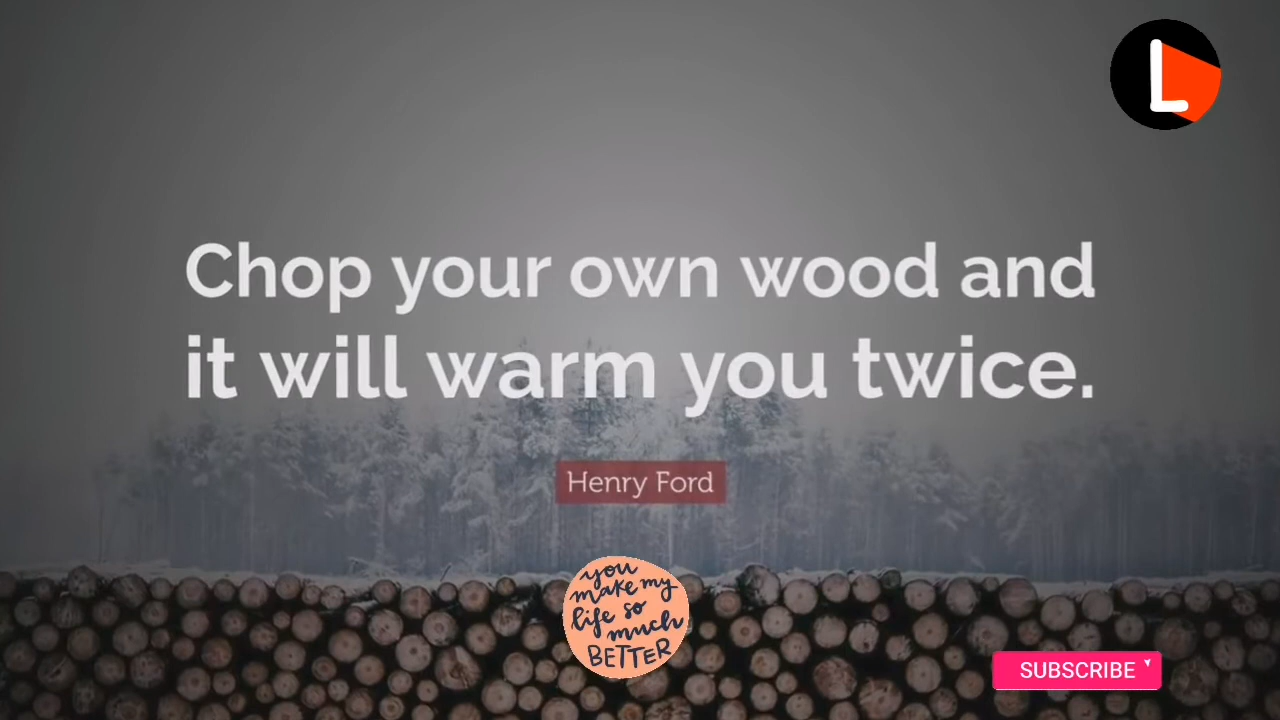 L
Chop your own wood and
it will warm you twice.
Henry Ford
you
make my
life so
much
BETTER
SUBSCRIBE